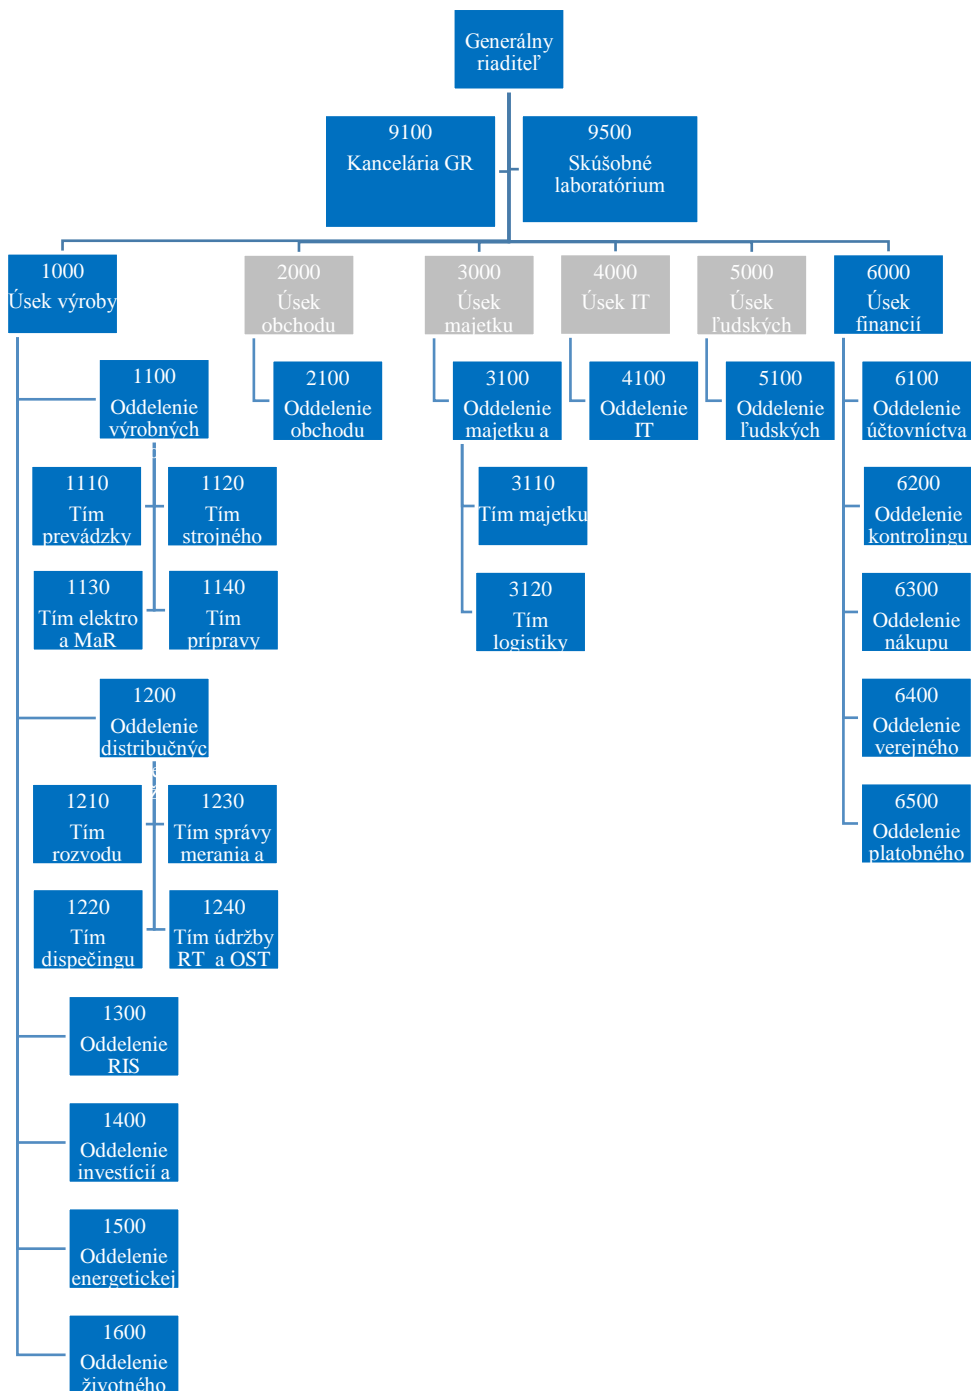 Generálny
riaditeľ
9100
Kancelária GR
9500
Skúšobné
laboratórium
1000
Úsek výroby
2000
Úsek
obchodu
3000
Úsek
majetku
4000
Úsek IT
5000
Úsek
ľudských
6000
Úsek
financií
1100
Oddelenie
výrobných
2100
Oddelenie
obchodu
3100
Oddelenie
majetku a
4100
Oddelenie
IT
5100
Oddelenie
ľudských
6100
Oddelenie
účtovníctva
1110
Tím
prevádzky
1120
Tím
strojného
3110
Tím majetku
6200
Oddelenie
kontrolingu
1130
Tím elektro
a MaR
1140
Tím
prípravy
3120
Tím
logistiky
6300
Oddelenie
nákupu
1200
Oddelenie
distribučnýc
6400
Oddelenie
verejného
1210
Tím
rozvodu
1230
Tím správy
merania a
6500
Oddelenie
platobného
1220
Tím
dispečingu
1240
Tím údržby
RT a OST
1300
Oddelenie
RIS
1400
Oddelenie
investícií a
1500
Oddelenie
energetickej
1600
Oddelenie
životného